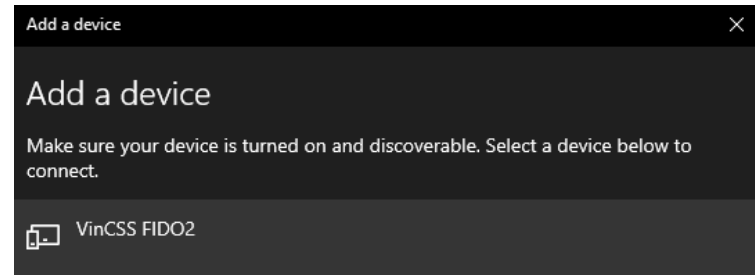 Add a device
Add a device
Make sure your device is turned on and discoverable. Select a device below to
connect.
VinCSS FIDO2